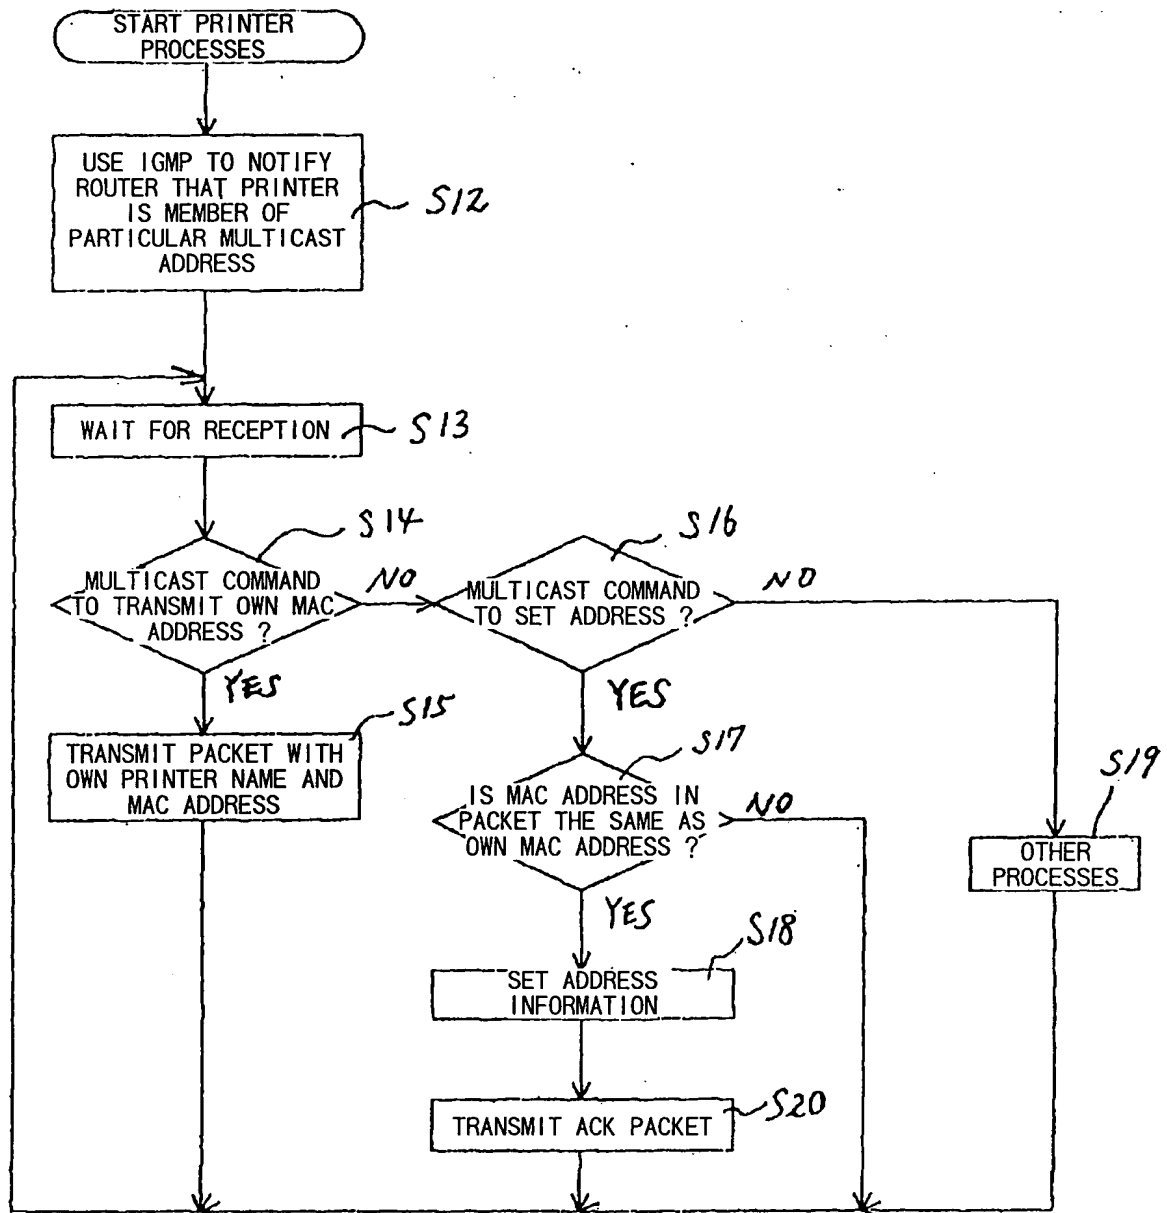 START PRINTER
PROCESSES
USE IGMP TO NOTIFY
ROUTER THAT PRINTER
IS MEMBER OF
PARTICULAR MULTICAST
ADDRESS
S12
WAIT FOR RECEPTION
S13
S14
MULTICAST COMMAND
TO TRANSMIT OWN MAC
ADDRESS ?
NO
YES
S16
MULTICAST COMMAND
TO SET ADDRESS ?
NO
YES
S15
TRANSMIT PACKET WITH
OWN PRINTER NAME AND
MAC ADDRESS
S17
IS MAC ADDRESS IN
PACKET THE SAME AS
OWN MAC ADDRESS ?
NO
YES
S19
OTHER
PROCESSES
S18
SET ADDRESS
INFORMATION
S20
TRANSMIT ACK PACKET